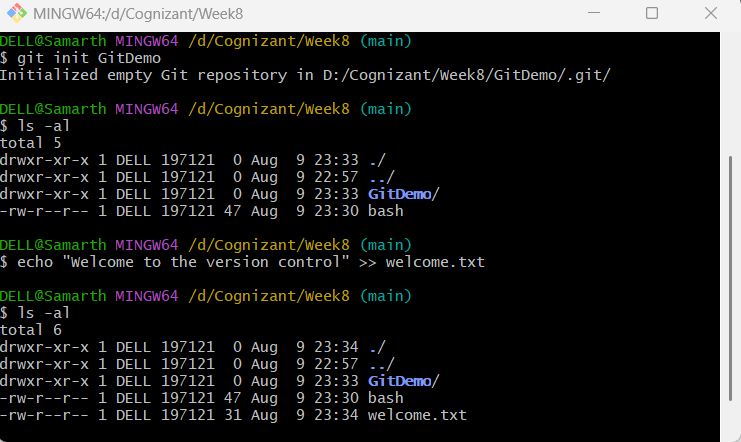 MINGW64:/d/Cognizant/Week8
DELL@Samarth MINGW64 /d/Cognizant/Week8 (main)
$ git init GitDemo
Initialized empty Git repository in D:/Cognizant/Week8/GitDemo/.git/
DELL@Samarth MINGW64 /d/Cognizant/Week8 (main)
$ ls -al
total 5
drwxr-xr-x 1 DELL 197121  0 Aug  9 23:33 ./
drwxr-xr-x 1 DELL 197121  0 Aug  9 22:57 ../
drwxr-xr-x 1 DELL 197121  0 Aug  9 23:33 GitDemo/
-rw-r--r-- 1 DELL 197121 47 Aug  9 23:30 bash
DELL@Samarth MINGW64 /d/Cognizant/Week8 (main)
$ echo "Welcome to the version control" >> welcome.txt
DELL@Samarth MINGW64 /d/Cognizant/Week8 (main)
$ ls -al
total 6
drwxr-xr-x 1 DELL 197121  0 Aug  9 23:34 ./
drwxr-xr-x 1 DELL 197121  0 Aug  9 22:57 ../
drwxr-xr-x 1 DELL 197121  0 Aug  9 23:33 GitDemo/
-rw-r--r-- 1 DELL 197121 47 Aug  9 23:30 bash
-rw-r--r-- 1 DELL 197121 31 Aug  9 23:34 welcome.txt